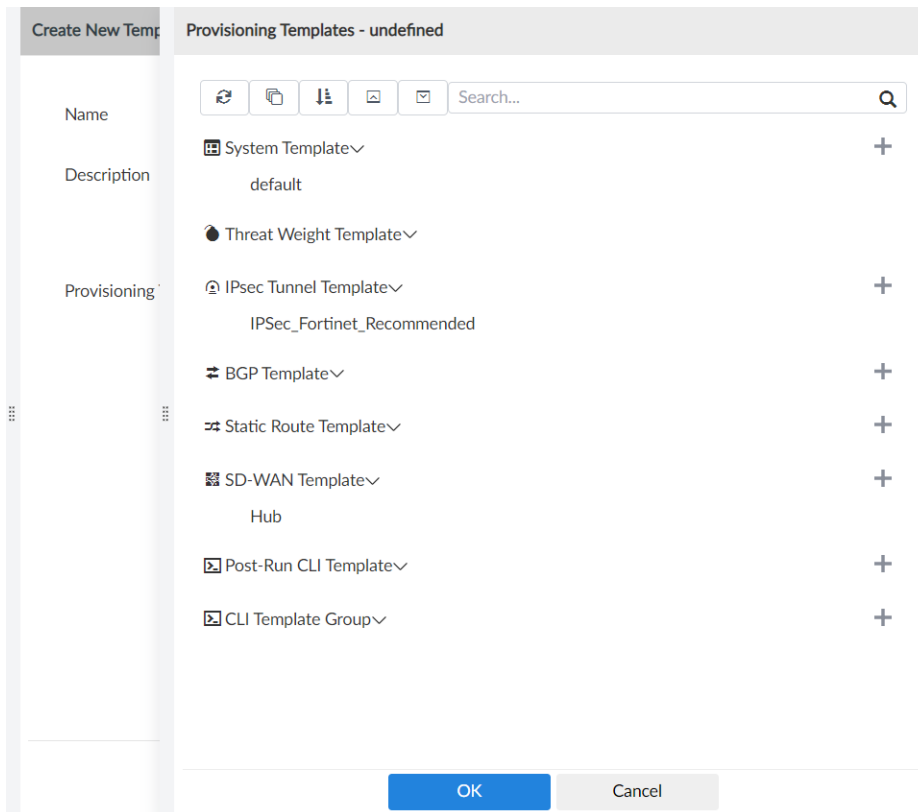 Create New Temp
Provisioning Templates - undefined
Search...
Name
System Template
Description
default
Threat Weight Template
Provisioning
IPsec Tunnel Template
IPSec_Fortinet_Recommended
BGP Template
Static Route Template
SD-WAN Template
Hub
Post-Run CLI Template
CLI Template Group
OK
Cancel